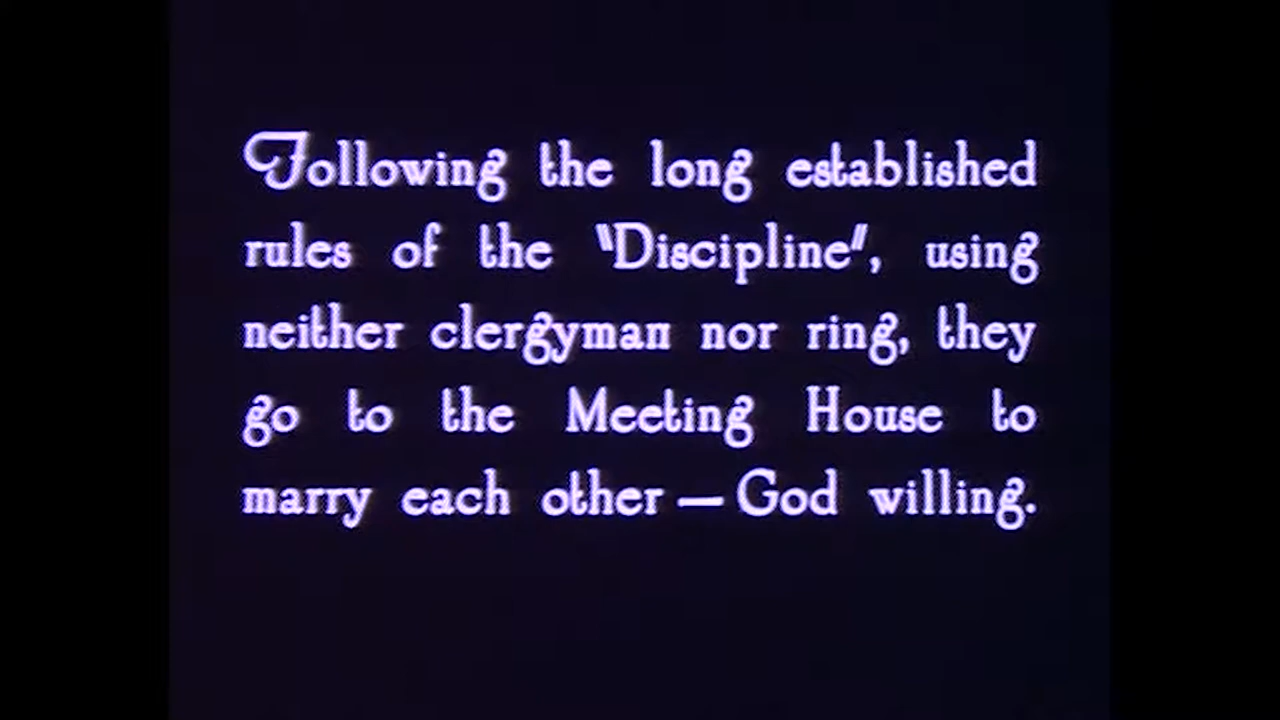 Following the long established
rules of the "Discipline", using
neither clergyman nor ring, they
go to the Meeting House to
marry each other — God willing.